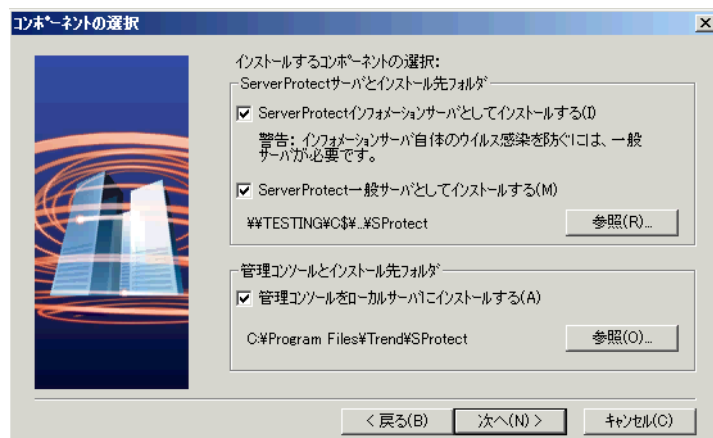 コンポーネントの選択
インストールするコンポーネントの選択:
ServerProtectサーバとインストール先フォルダ
ServerProtectインフォメーションサーバとしてインストールする(I)
警告: インフォメーションサーバ自体のウイルス感染を防ぐには、一般
サーバが必要です。
ServerProtect一般サーバとしてインストールする(M)
¥¥TESTING¥C$¥...¥SProtect
参照(R)...
管理コンソールとインストール先フォルダ
管理コンソールをローカルサーバにインストールする(A)
C:¥Program Files¥Trend¥SProtect
参照(O)...
< 戻る(B)
次へ(N) >
キャンセル(C)